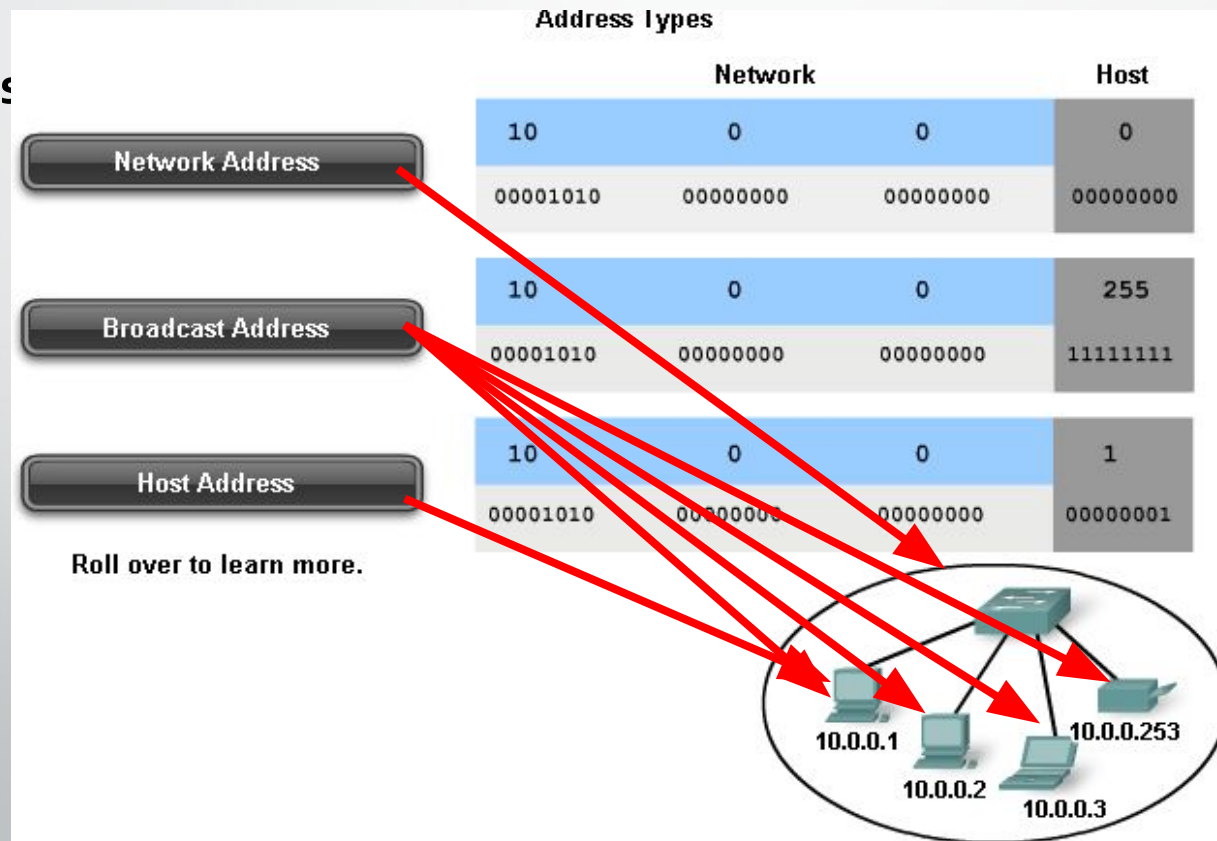 Address Types
s
Network Host
Network Address
10 0 0 0
00001010 00000000 00000000 00000000
Broadcast Address
10 0 0 255
00001010 00000000 00000000 11111111
Host Address
10 0 0 1
00001010 00000000 00000000 00000001
Roll over to learn more.
10.0.0.1
10.0.0.253
10.0.0.2
10.0.0.3